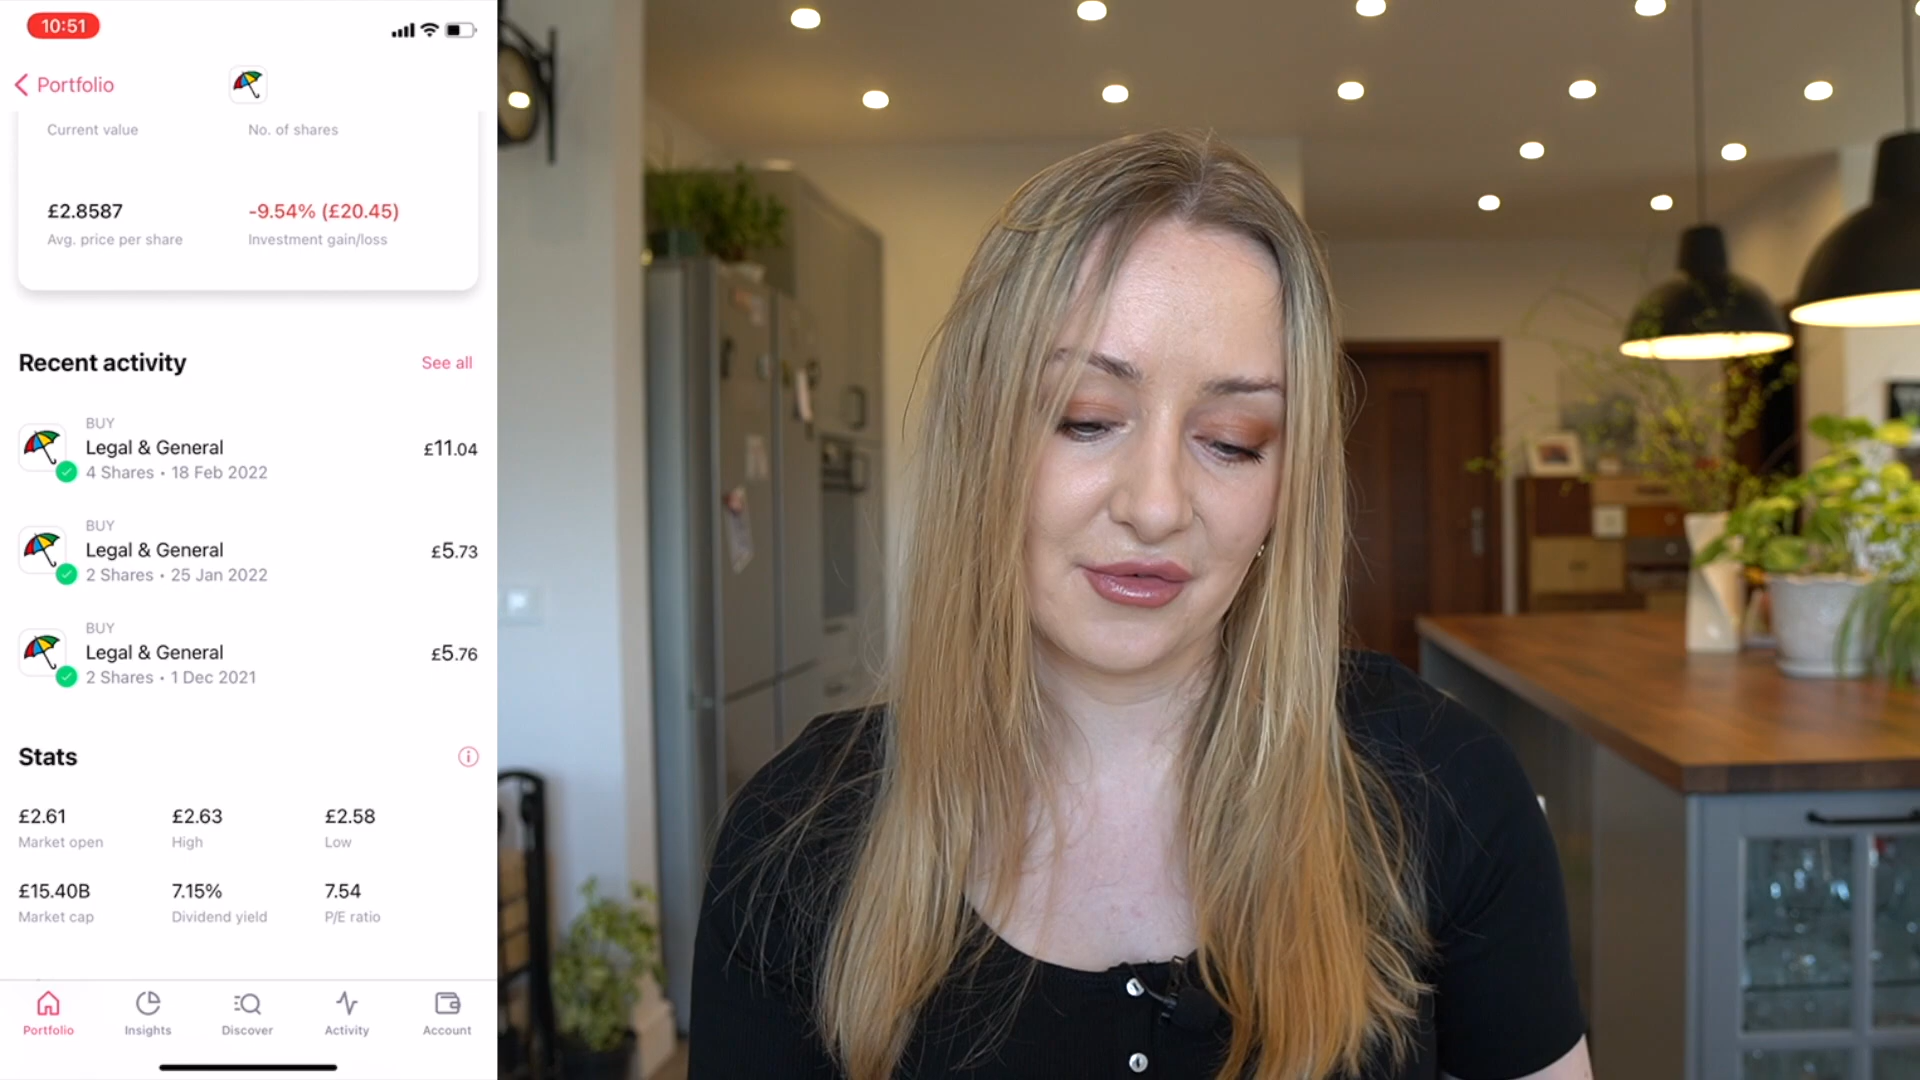 10:51
Portfolio
Current value
No. of shares
£2.8587
-9.54% (£20.45)
Avg. price per share
Investment gain/loss
Recent activity
See all
BUY
Legal & General
£11.04
4 Shares • 18 Feb 2022
BUY
Legal & General
£5.73
2 Shares • 25 Jan 2022
BUY
Legal & General
£5.76
2 Shares • 1 Dec 2021
Stats
£2.61
£2.63
£2.58
Market open
High
Low
£15.40B
7.15%
7.54
Market cap
Dividend yield
P/E ratio
Portfolio
Insights
Discover
Activity
Account